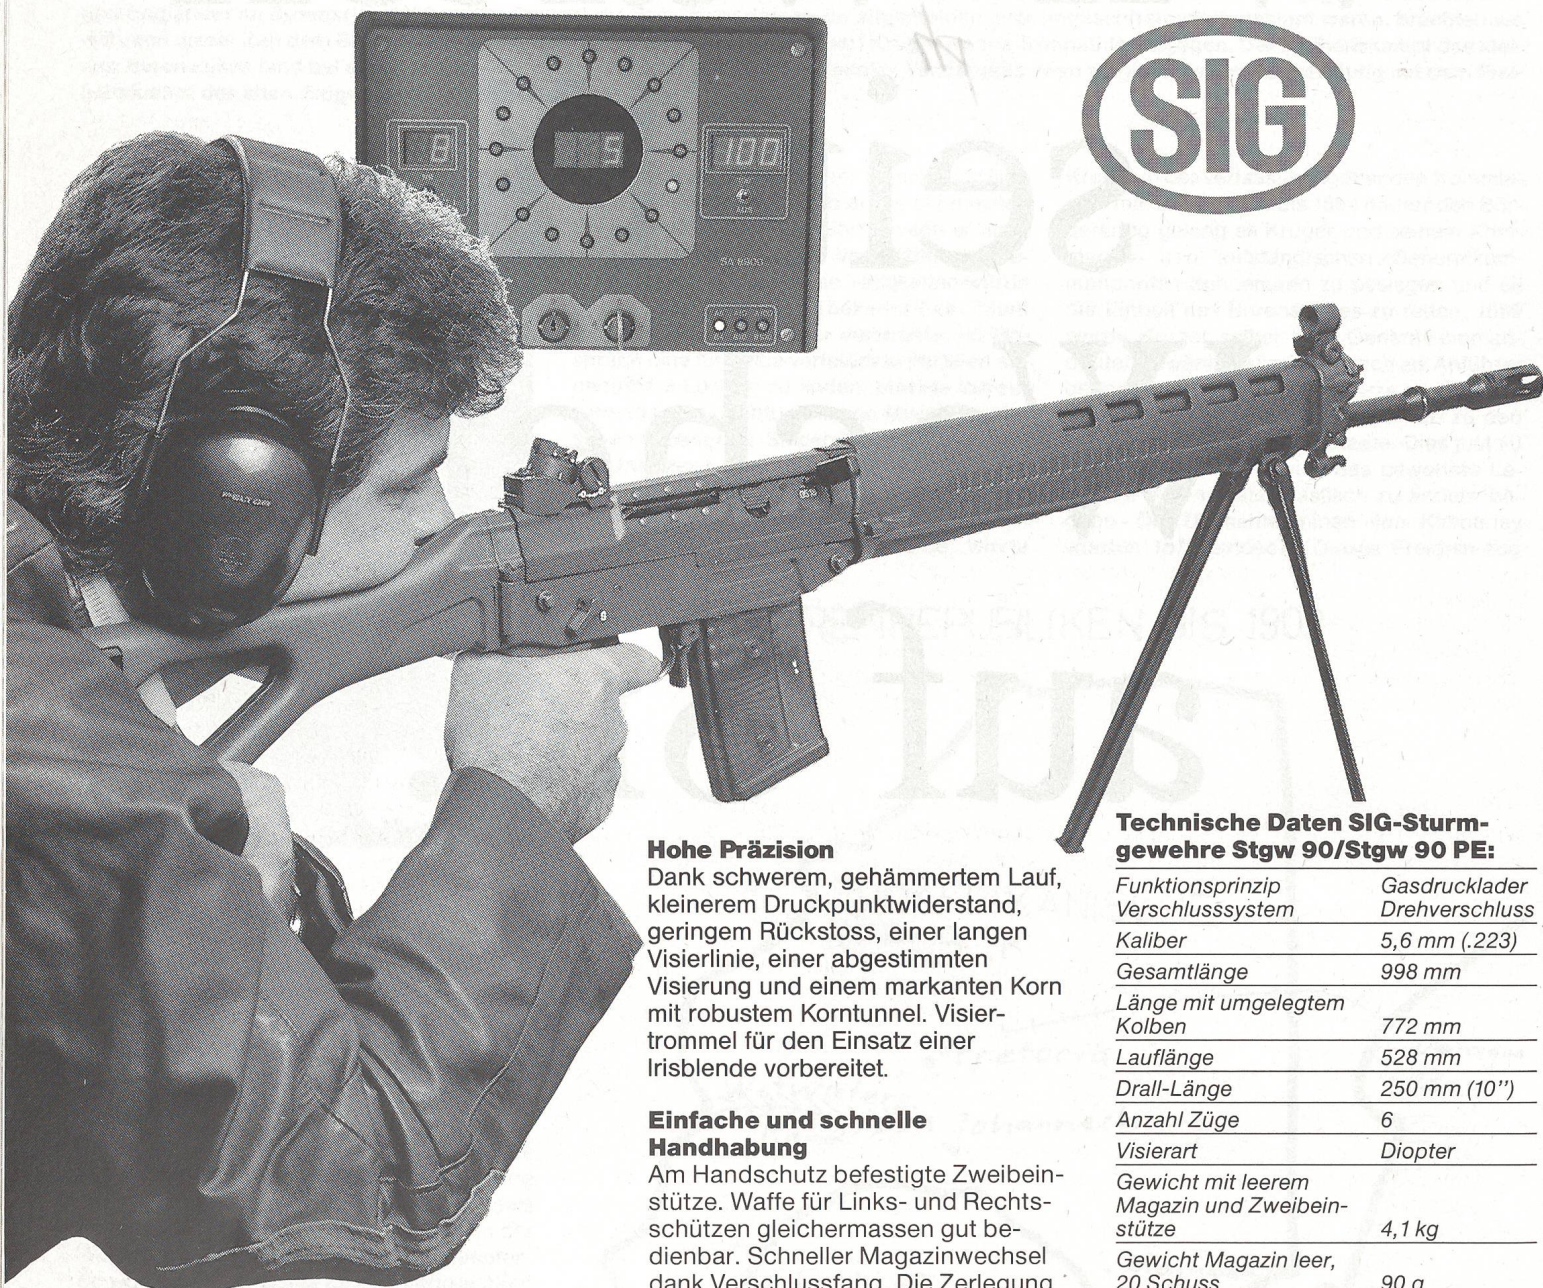 SIG
8
5
100
SA 8800
PELTOR
Hohe Präzision
Dank schwerem, gehämmertem Lauf,
kleinerem Druckpunktwiderstand,
geringem Rückstoss, einer langen
Visierlinie, einer abgestimmten
Visierung und einem markanten Korn
mit robustem Korntunnel. Visier-
trommel für den Einsatz einer
Irisblende vorbereitet.
Einfache und schnelle
Handhabung
Am Handschutz befestigte Zweibein-
stütze. Waffe für Links- und Rechts-
schützen gleichermassen gut be-
dienbar. Schneller Magazinwechsel
dank Verschlussfang. Die Zerlegung
Technische Daten SIG-Sturm-
gewehre Stgw 90/Stgw 90 PE:
Funktionsprinzip Gasdrucklader
Verschlusssystem Drehverschluss
Kaliber 5,6 mm (.223)
Gesamtlänge 998 mm
Länge mit umgelegtem
Kolben 772 mm
Lauflänge 528 mm
Drall-Länge 250 mm (10'')
Anzahl Züge 6
Visierart Diopter
Gewicht mit leerem
Magazin und Zweibein-
stütze 4,1 kg
Gewicht Magazin leer,
20 Schuss 90 g